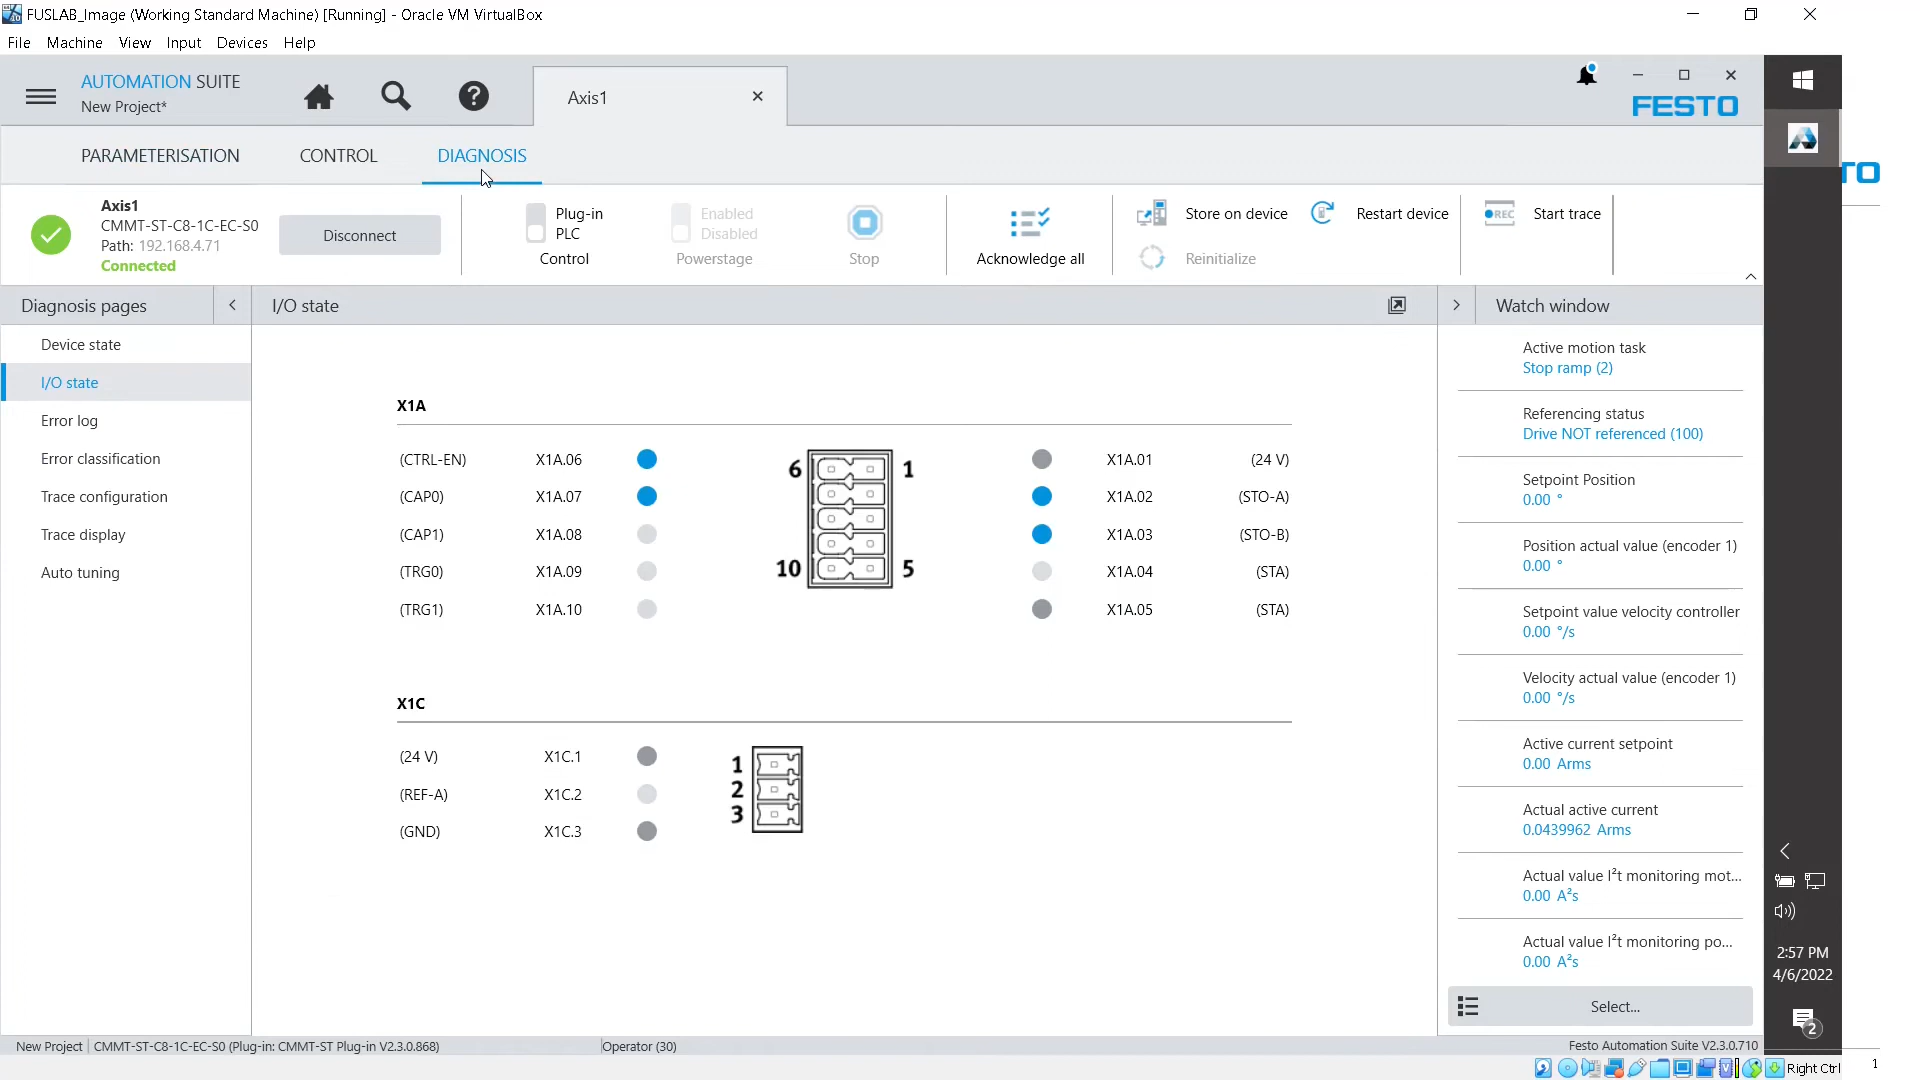 FUSLAB_Image (Working Standard Machine) [Running] - Oracle VM VirtualBox
File Machine View Input Devices Help
AUTOMATION SUITE
New Project*
Axis1
FESTO
PARAMETERISATION CONTROL DIAGNOSIS
TO
Axis1
CMMT-ST-C8-1C-EC-S0
Path: 192.168.4.71
Connected
Disconnect
Plug-in
PLC
Control
Enabled
Disabled
Powerstage
Stop
Acknowledge all
Store on device
Reinitialize
Restart device
REC
Start trace
Diagnosis pages
I/O state
Watch window
Device state
I/O state
Error log
Error classification
Trace configuration
Trace display
Auto tuning
X1A
(CTRL-EN) X1A.06
(CAP0) X1A.07
(CAP1) X1A.08
(TRG0) X1A.09
(TRG1) X1A.10
6 1
10 5
X1A.01 (24 V)
X1A.02 (STO-A)
X1A.03 (STO-B)
X1A.04 (STA)
X1A.05 (STA)
X1C
(24 V) X1C.1
(REF-A) X1C.2
(GND) X1C.3
1
2
3
Active motion task
Stop ramp (2)
Referencing status
Drive NOT referenced (100)
Setpoint Position
0.00 °
Position actual value (encoder 1)
0.00 °
Setpoint value velocity controller
0.00 °/s
Velocity actual value (encoder 1)
0.00 °/s
Active current setpoint
0.00 Arms
Actual active current
0.0439962 Arms
Actual value I²t monitoring mot...
0.00 A²s
Actual value I²t monitoring po...
0.00 A²s
Select...
2:57 PM
4/6/2022
2
New Project CMMT-ST-C8-1C-EC-S0 (Plug-in: CMMT-ST Plug-in V2.3.0.868) Operator (30) Festo Automation Suite V2.3.0.710
Right Ctrl
1